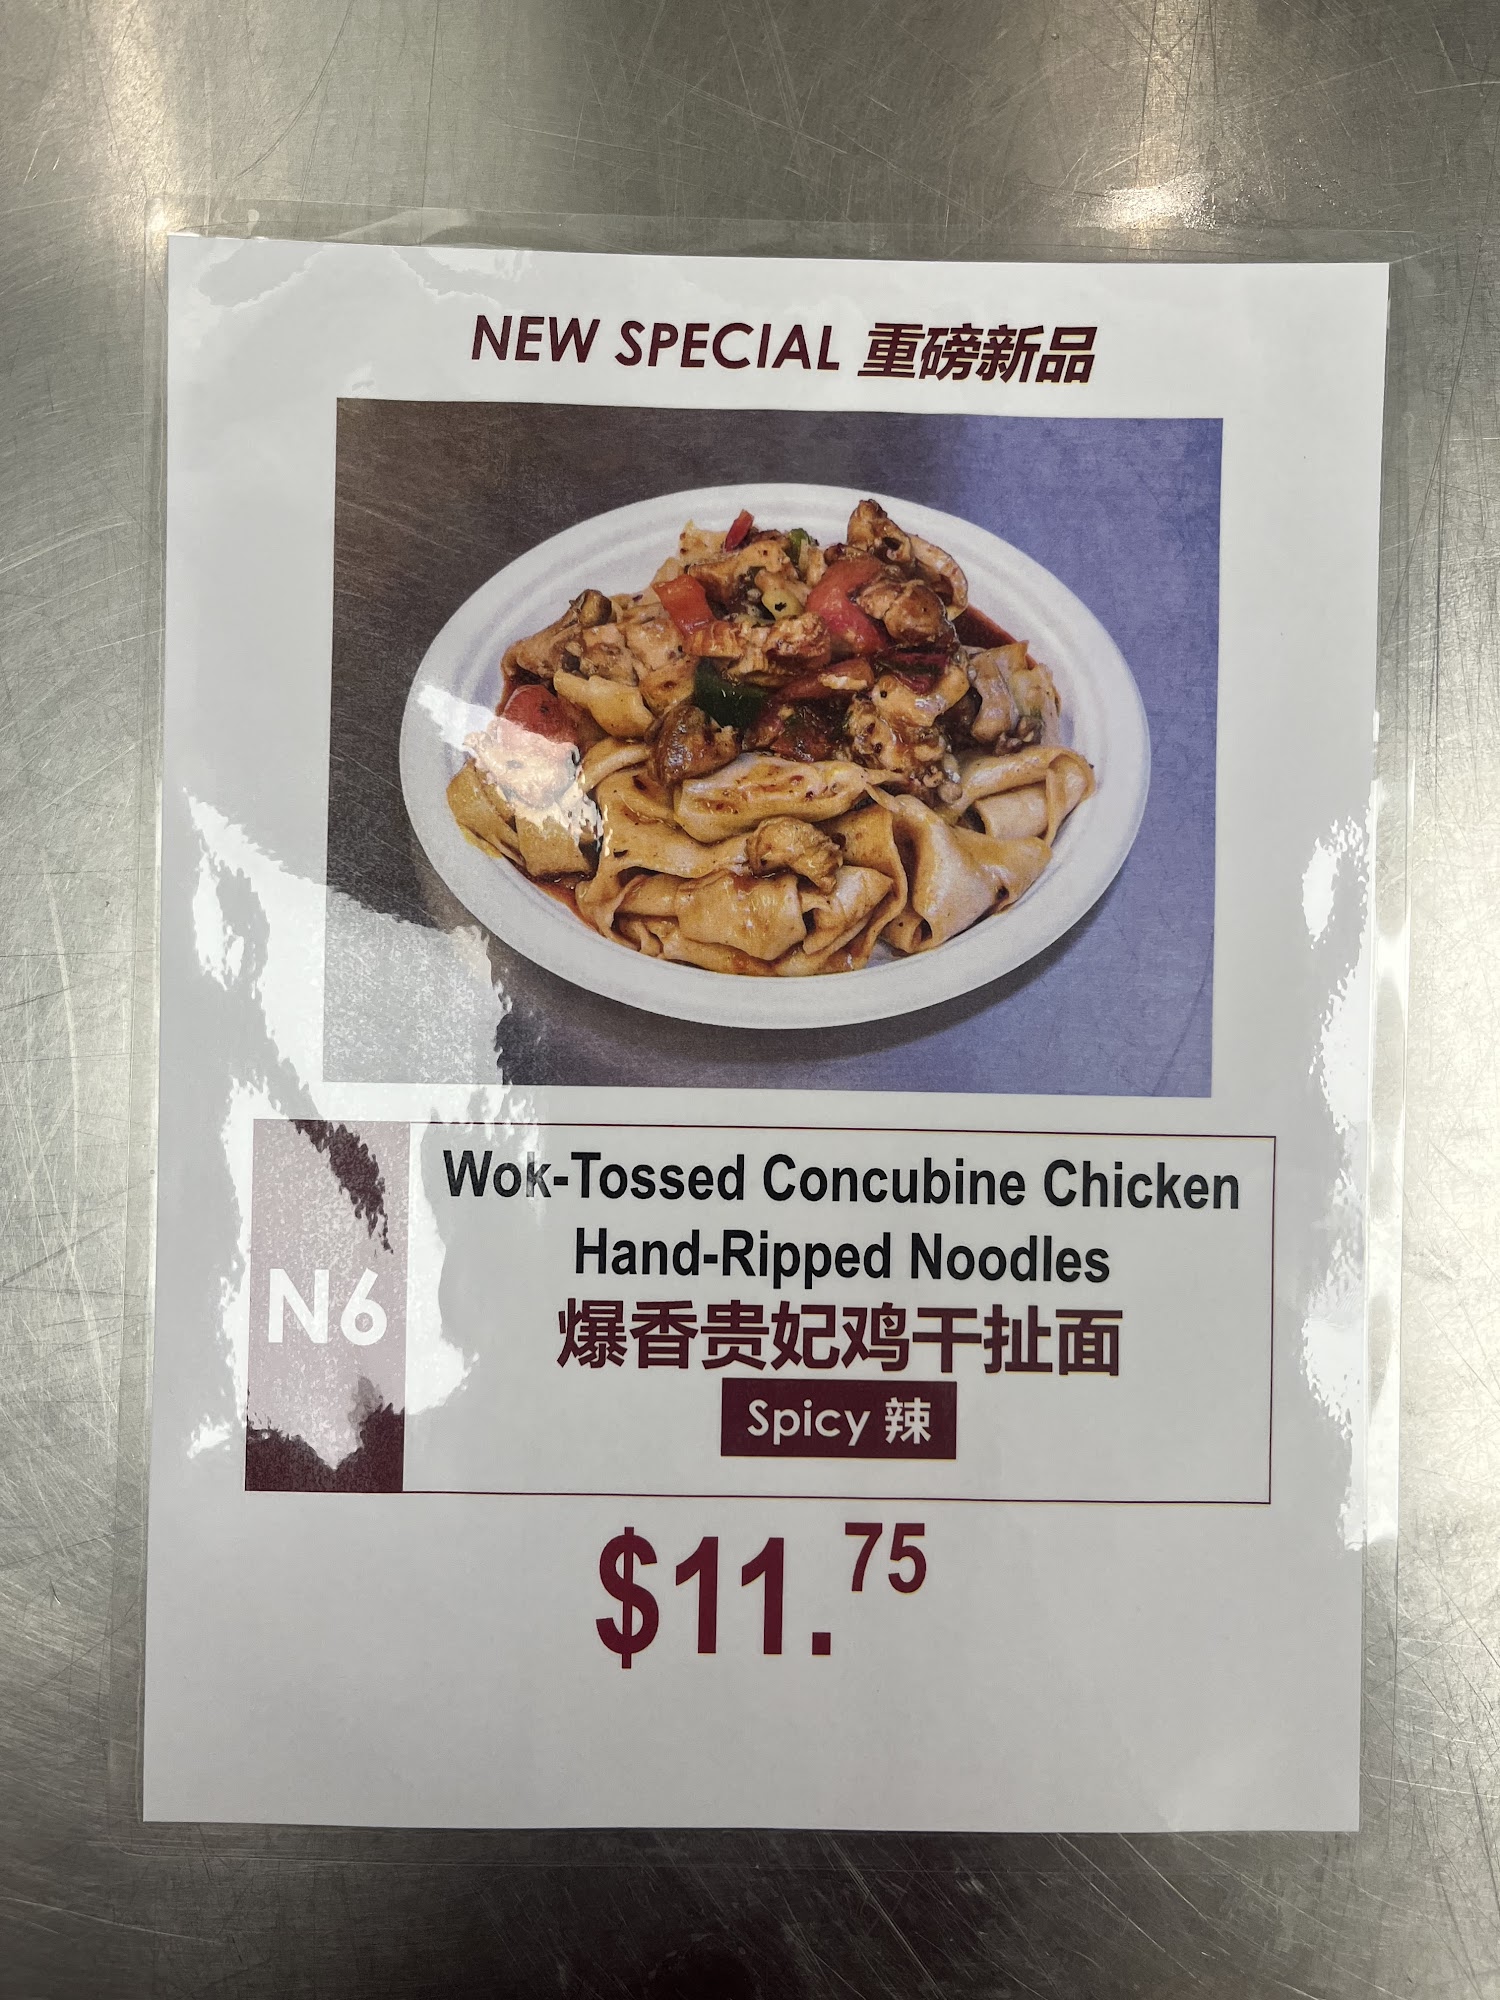 NEW SPECIAL 重磅新品
Wok-Tossed Concubine Chicken
Hand-Ripped Noodles
N6
爆香贵妃鸡干扯面
Spicy 辣
$11.75